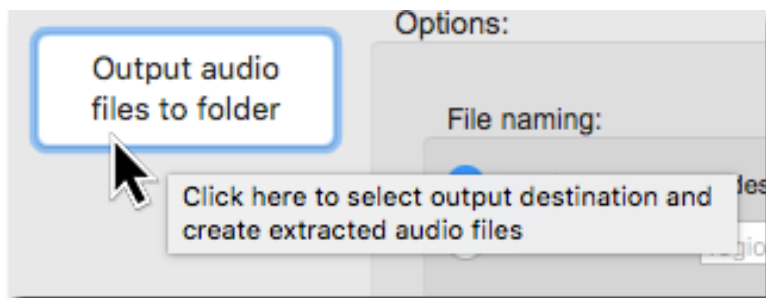 Options:
Output audio
files to folder
File naming:
Click here to select output destination and
create extracted audio files